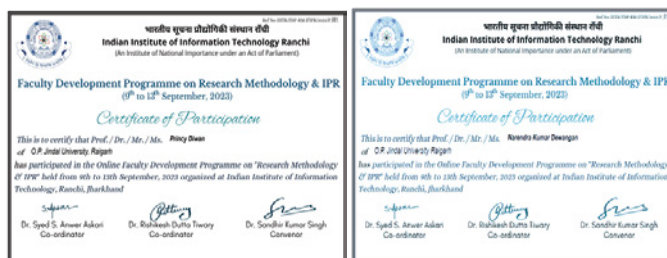 भारतीय सूचना प्रौद्योगिकी संस्थान राँची
Indian Institute of Information Technology Ranchi
(An Institute of National Importance under an Act of Parliament)
Faculty Development Programme on Research Methodology & IPR
(9th to 13th September, 2023)
Certificate of Participation
This is to certify that Prof./Dr./Mr./Ms. Princy Diwan
of O.P. Jindal University, Raigarh
has participated in the Online Faculty Development Programme on "Research Methodology
& IPR" held from 9th to 13th September, 2023 organized at Indian Institute of Information
Technology, Ranchi, Jharkhand
Dr. Syed S. Anwer Askari Dr. Rishikesh Dutta Tiwary Dr. Sandhir Kumar Singh
Co-ordinator Co-ordinator Convenor
भारतीय सूचना प्रौद्योगिकी संस्थान राँची
Indian Institute of Information Technology Ranchi
(An Institute of National Importance under an Act of Parliament)
Faculty Development Programme on Research Methodology & IPR
(9th to 13th September, 2023)
Certificate of Participation
This is to certify that Prof./Dr./Mr./Ms. Narendra Kumar Dewangan
of O.P. Jindal University Raigarh
has participated in the Online Faculty Development Programme on "Research Methodology
& IPR" held from 9th to 13th September, 2023 organized at Indian Institute of Information
Technology, Ranchi, Jharkhand
Dr. Syed S. Anwer Askari Dr. Rishikesh Dutta Tiwary Dr. Sandhir Kumar Singh
Co-ordinator Co-ordinator Convenor